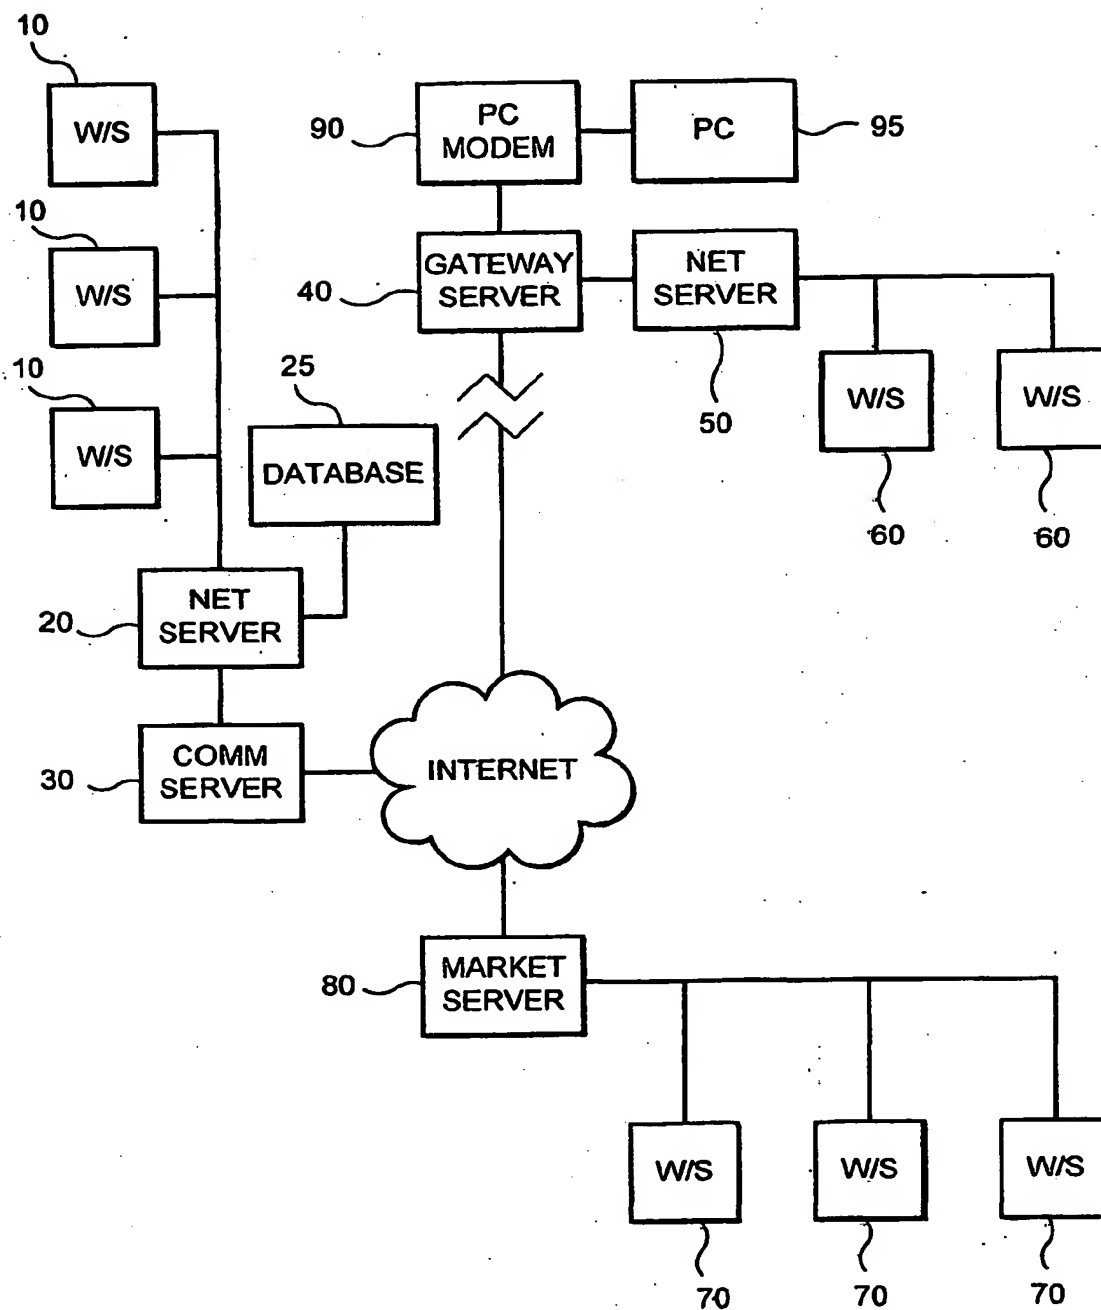 10
W/S
10
W/S
10
W/S
90
PC
MODEM
PC
95
40
GATEWAY
SERVER
NET
SERVER
50
W/S
W/S
60
60
25
DATABASE
20
NET
SERVER
30
COMM
SERVER
INTERNET
80
MARKET
SERVER
W/S
W/S
W/S
70
70
70